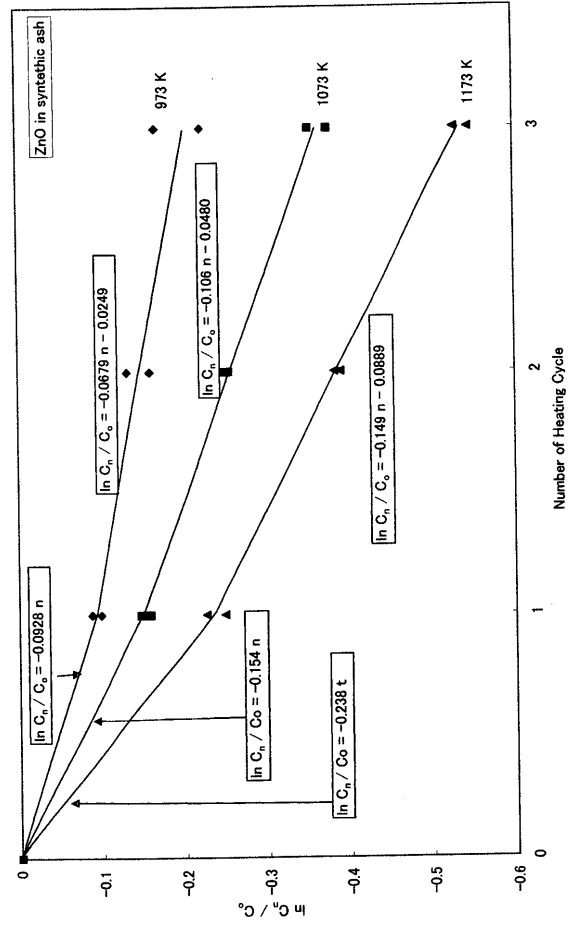 ZnO in syntethic ash
973 K
1073 K
1173 K
ln Cn / Co = -0.0928 n
ln Cn / Co = -0.0679 n - 0.0249
ln Cn / Co = -0.106 n - 0.0480
ln Cn / Co = -0.154 n
ln Cn / Co = -0.238 t
ln Cn / Co = -0.149 n - 0.0889
ln Cn / Co
0
-0.1
-0.2
-0.3
-0.4
-0.5
-0.6
0
1
2
3
Number of Heating Cycle